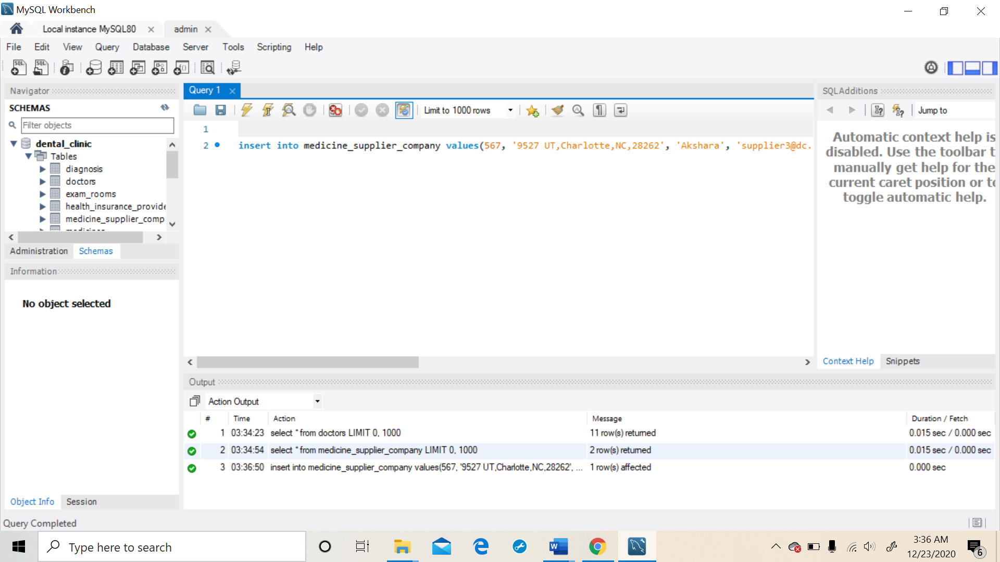 MySQL Workbench
Local instance MySQL80
admin
File Edit View Query Database Server Tools Scripting Help
Navigator
SCHEMAS
Filter objects
dental_clinic
Tables
diagnosis
doctors
exam_rooms
health_insurance_provide
medicine_supplier_comp
Administration Schemas
Information
No object selected
Object Info Session
Query 1
Limit to 1000 rows
1
2 insert into medicine_supplier_company values(567, '9527 UT,Charlotte,NC,28262', 'Akshara', 'supplier3@dc.
SQLAdditions
Jump to
Automatic context help is
disabled. Use the toolbar t
manually get help for the
current caret position or to
toggle automatic help.
Context Help Snippets
Output
Action Output
# Time Action Message Duration / Fetch
1 03:34:23 select * from doctors LIMIT 0, 1000 11 row(s) returned 0.015 sec / 0.000 sec
2 03:34:54 select * from medicine_supplier_company LIMIT 0, 1000 2 row(s) returned 0.015 sec / 0.000 sec
3 03:36:50 insert into medicine_supplier_company values(567, '9527 UT,Charlotte,NC,28262', ... 1 row(s) affected 0.000 sec
Query Completed
Type here to search
3:36 AM
12/23/2020
6